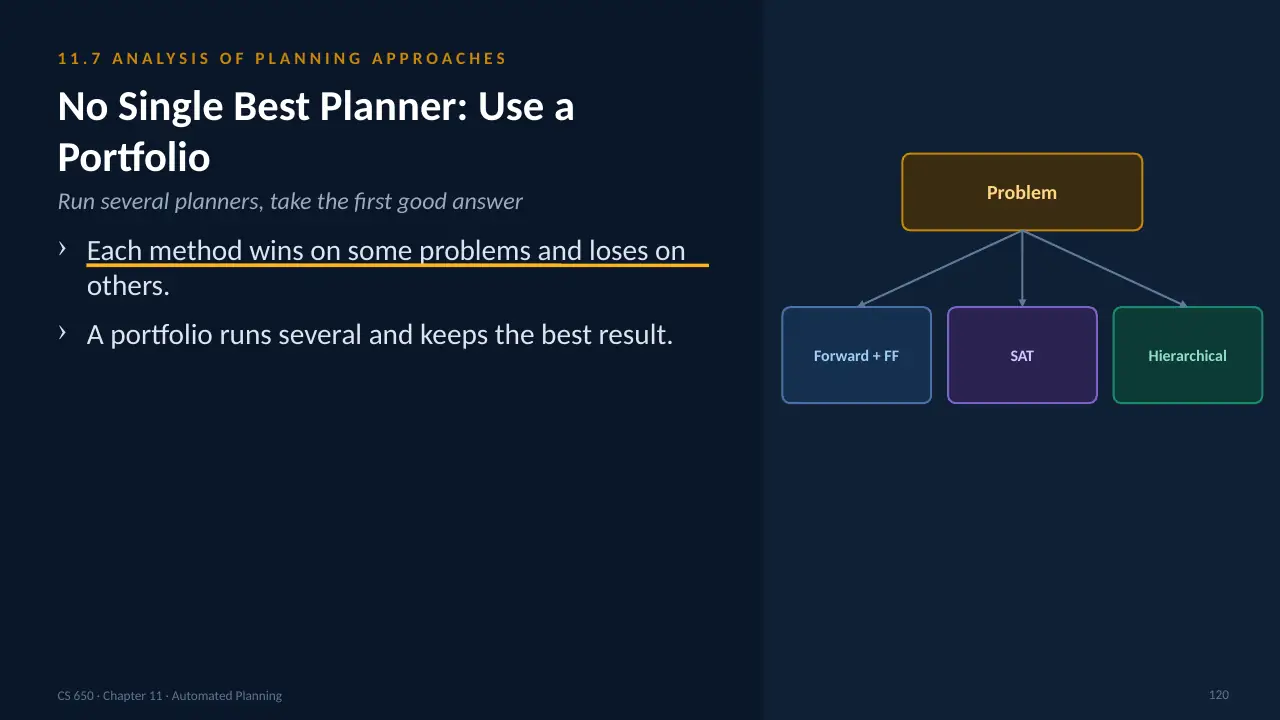 11.7 ANALYSIS OF PLANNING APPROACHES
No Single Best Planner: Use a
Portfolio
Run several planners, take the first good answer
› Each method wins on some problems and loses on
others.
› A portfolio runs several and keeps the best result.
Problem
Forward + FF
SAT
Hierarchical
CS 650 · Chapter 11 · Automated Planning
120